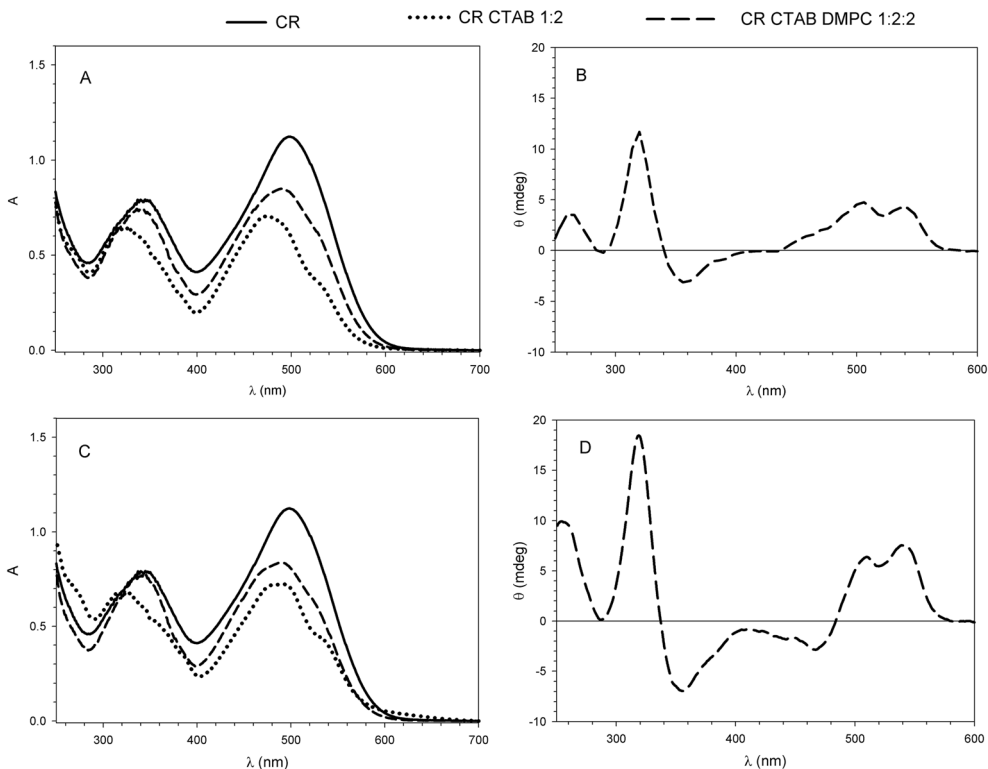 CR
CR CTAB 1:2
CR CTAB DMPC 1:2:2
A
1.5
1.0
0.5
0.0
A
300 400 500 600 700
λ (nm)
B
20
15
10
5
0
-5
-10
θ (mdeg)
300 400 500 600
λ (nm)
C
1.5
1.0
0.5
0.0
A
300 400 500 600 700
λ (nm)
D
20
15
10
5
0
-5
-10
θ (mdeg)
300 400 500 600
λ (nm)